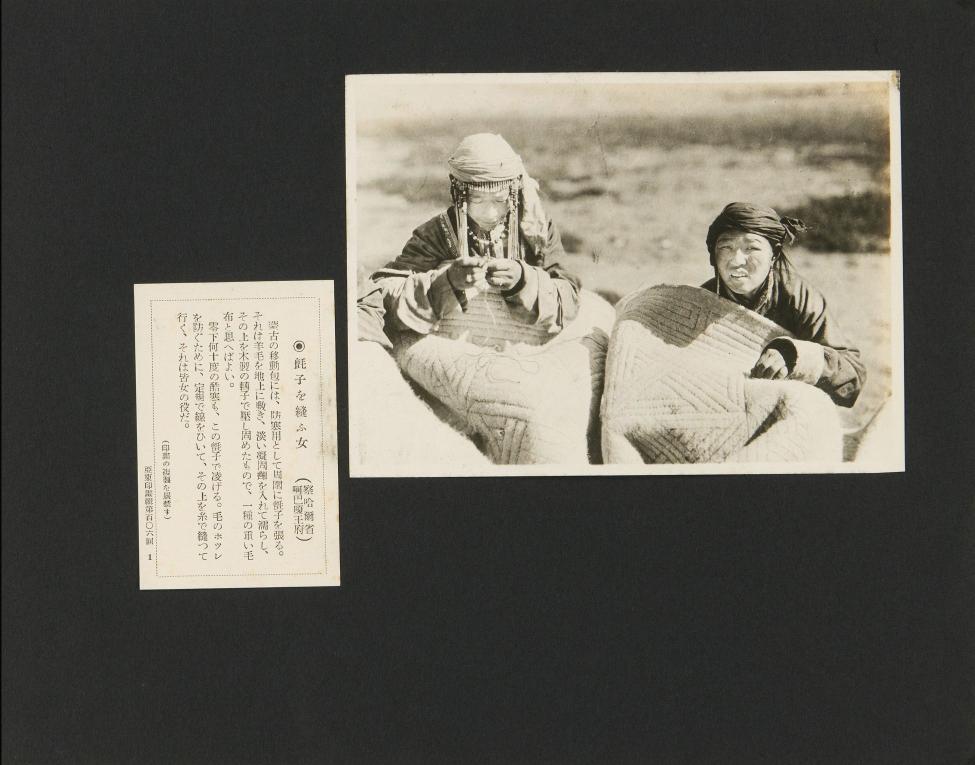 ◉氈子を縫ふ女
(察哈爾省
阿巴嘎王府)
蒙古の移動包には、防寒用として周囲に氈子を張る。
それは羊毛を地上に敷き、淡い凝固劑を入れて濡らし、
その上を木製の轉子で壓し固めたもので、一種の重い毛
布と思へばよい。
零下何十度の酷寒も、この氈子で凌げる。毛のホツレ
を防ぐために、定規で線をひいて、その上を糸で縫つて
行く、それは皆女の役だ。
(印畫の複製を嚴禁す)
亞東印畫輯第百〇六回 1